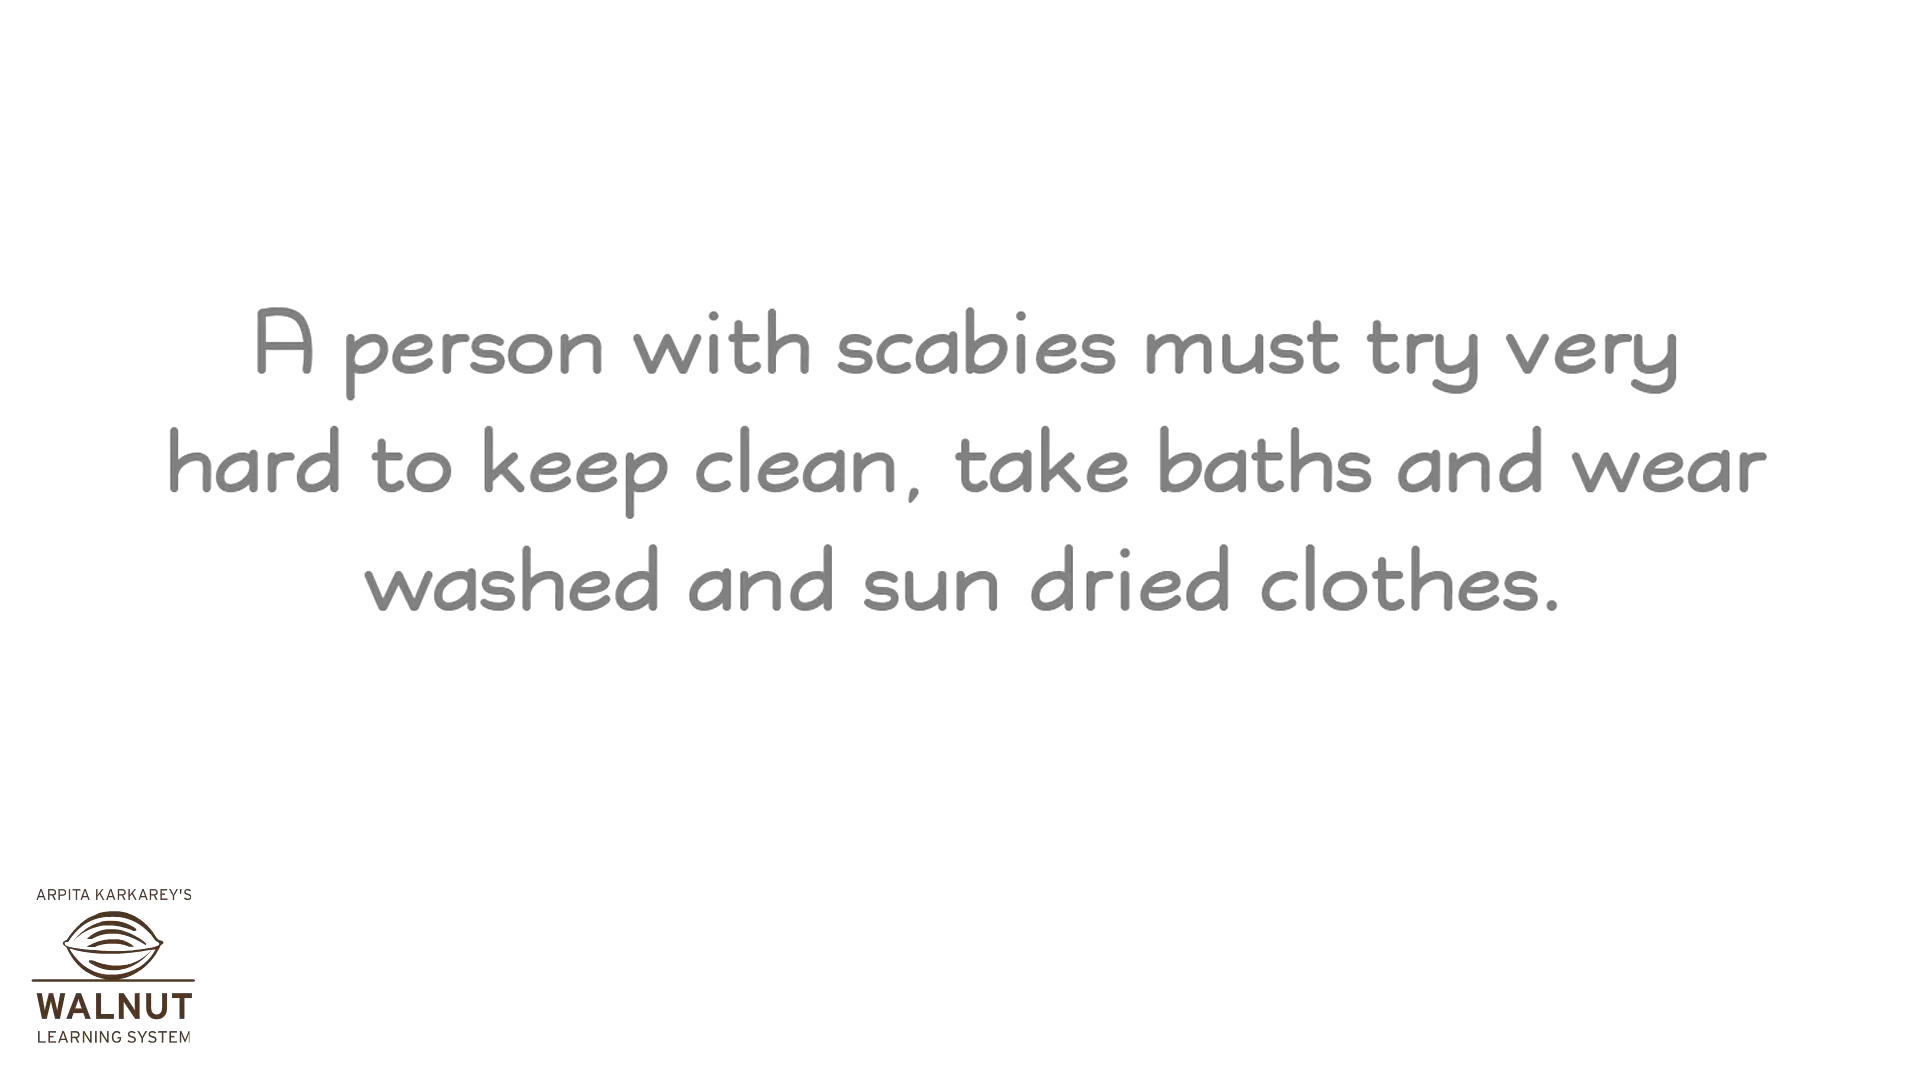 A person with scabies must try very
hard to keep clean, take baths and wear
washed and sun dried clothes.
ARPITA KARKAREY'S
WALNUT
LEARNING SYSTEM